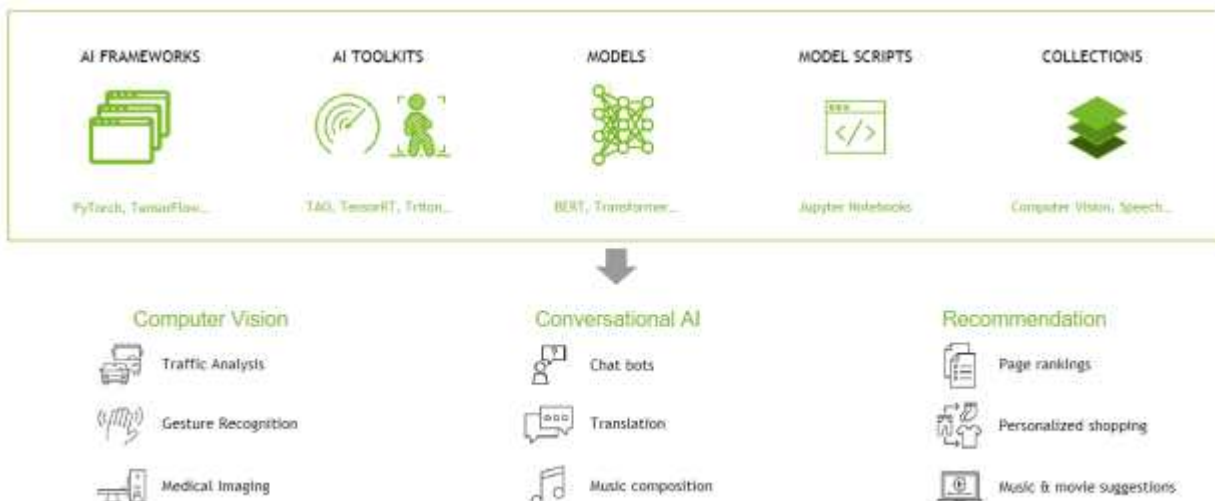 AI FRAMEWORKS
AI TOOLKITS
MODELS
MODEL SCRIPTS
COLLECTIONS
</>
PyTorch, TensorFlow...
TAO, TensorRT, Triton...
BERT, Transformer...
Jupyter Notebooks
Computer Vision, Speech...
Computer Vision
Conversational AI
Recommendation
Traffic Analysis
Chat bots
Page rankings
Gesture Recognition
Translation
Personalized shopping
Medical Imaging
Music composition
Music & movie suggestions